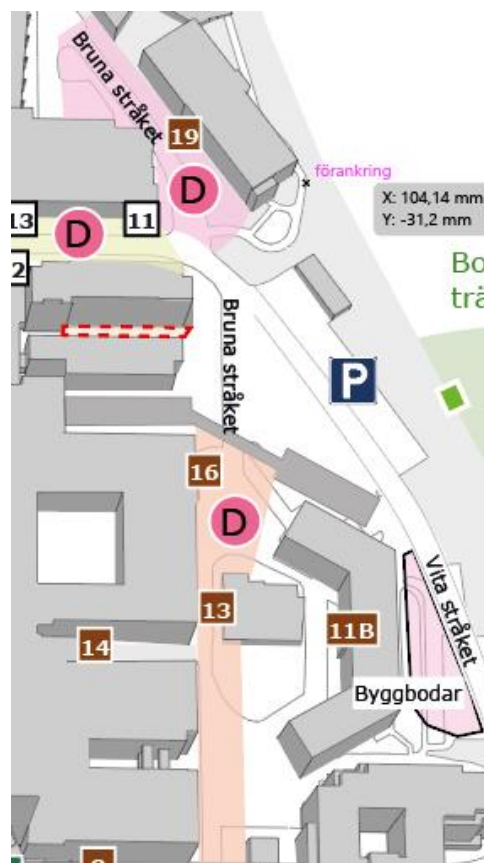 Bruna stråket
19
förankring
X: 104,14 mm
Y: -31,2 mm
D
13
11
D
2
Bo
trä
Bruna stråket
P
16
D
Vita stråket
13
11B
14
Byggbodar